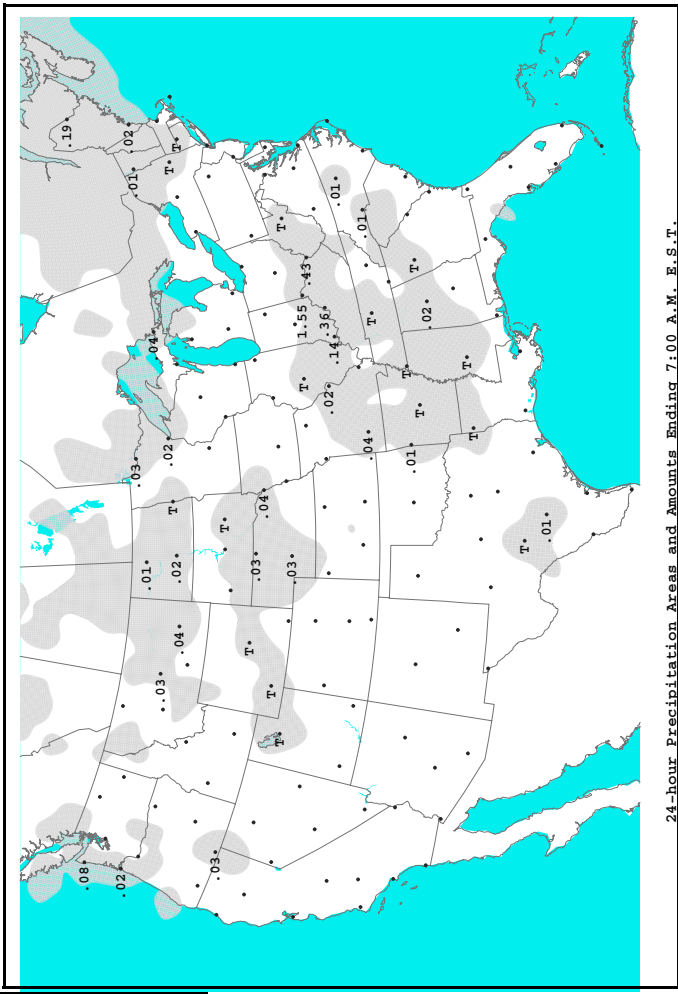 .19
.08
.02
.02
.01
.03
.01
.04
.03
.02
T
T
T
.02
.04
.03
T
T
.03
.04
T
T
T
.03
1.55
T
.43
.36
.02
.14
.01
.01
.04
T
T
.01
T
T
.02
T
T
T
.01
24-hour Precipitation Areas and Amounts Ending 7:00 A.M. E.S.T.